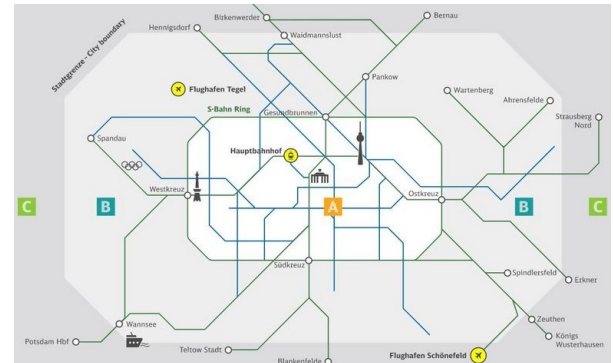 Birkenwerder
Bernau
Hennigsdorf
Waidmannslust
Stadtgrenze - City boundary
Pankow
Flughafen Tegel
Wartenberg
Ahrensfelde
S-Bahn Ring
Gesundbrunnen
Strausberg
Nord
Spandau
Hauptbahnhof
Westkreuz
Ostkreuz
C
B
A
B
C
Südkreuz
Spindlersfeld
Erkner
Wannsee
Zeuthen
Potsdam Hbf
Königs
Wusterhausen
Teltow Stadt
Flughafen Schönefeld
Blankenfelde